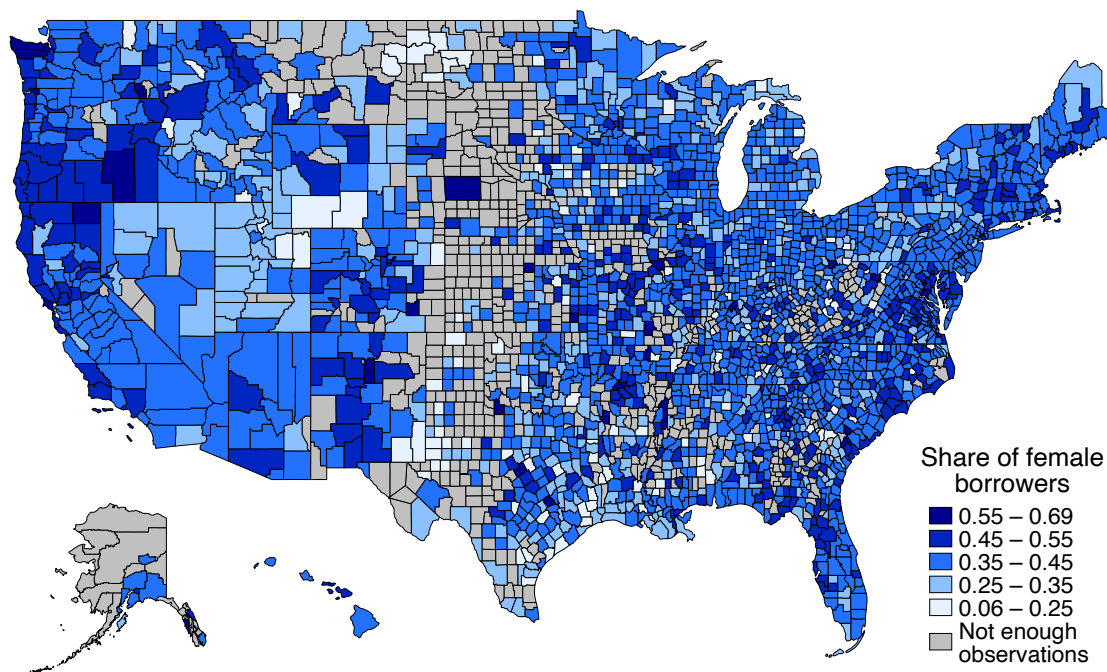 Share of female
borrowers
0.55 – 0.69
0.45 – 0.55
0.35 – 0.45
0.25 – 0.35
0.06 – 0.25
Not enough
observations